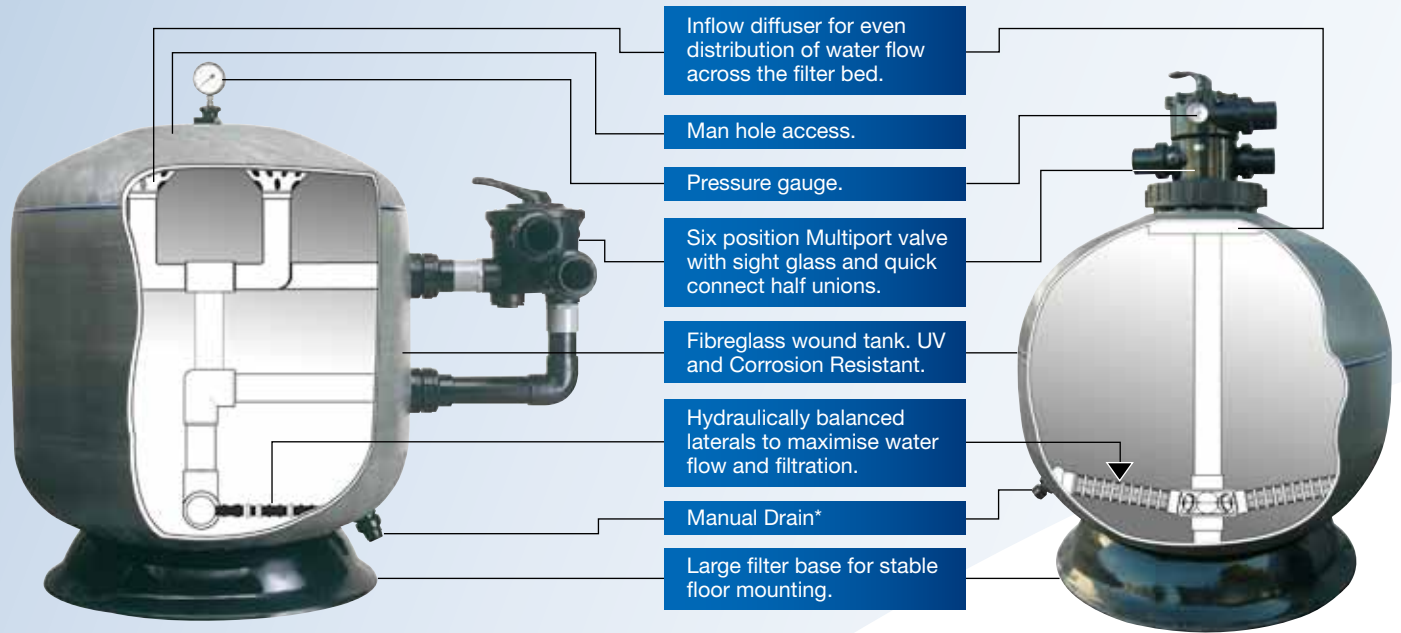 Inflow diffuser for even
distribution of water flow
across the filter bed.
Man hole access.
Pressure gauge.
Six position Multiport valve
with sight glass and quick
connect half unions.
Fibreglass wound tank. UV
and Corrosion Resistant.
Hydraulically balanced
laterals to maximise water
flow and filtration.
Manual Drain*
Large filter base for stable
floor mounting.